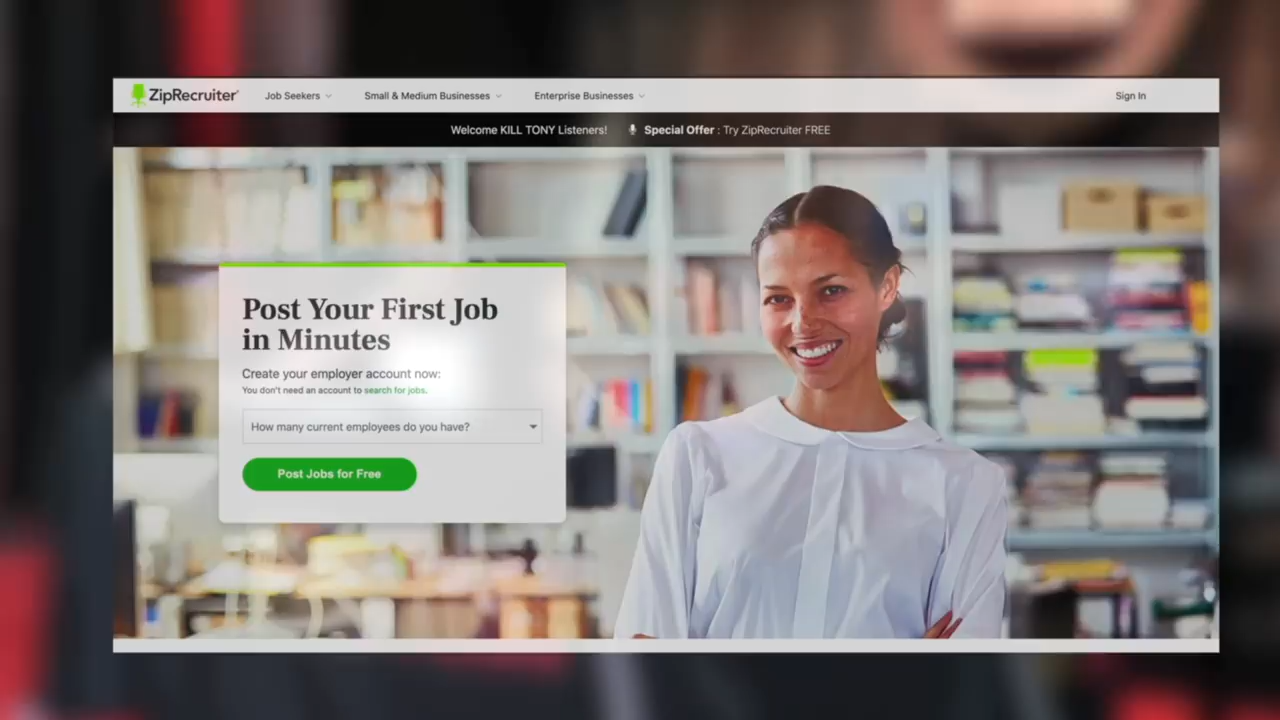 ZipRecruiter®
Job Seekers
Small & Medium Businesses
Enterprise Businesses
Sign In
Welcome KILL TONY Listeners!
Special Offer : Try ZipRecruiter FREE
Post Your First Job
in Minutes
Create your employer account now:
You don't need an account to search for jobs.
How many current employees do you have?
Post Jobs for Free